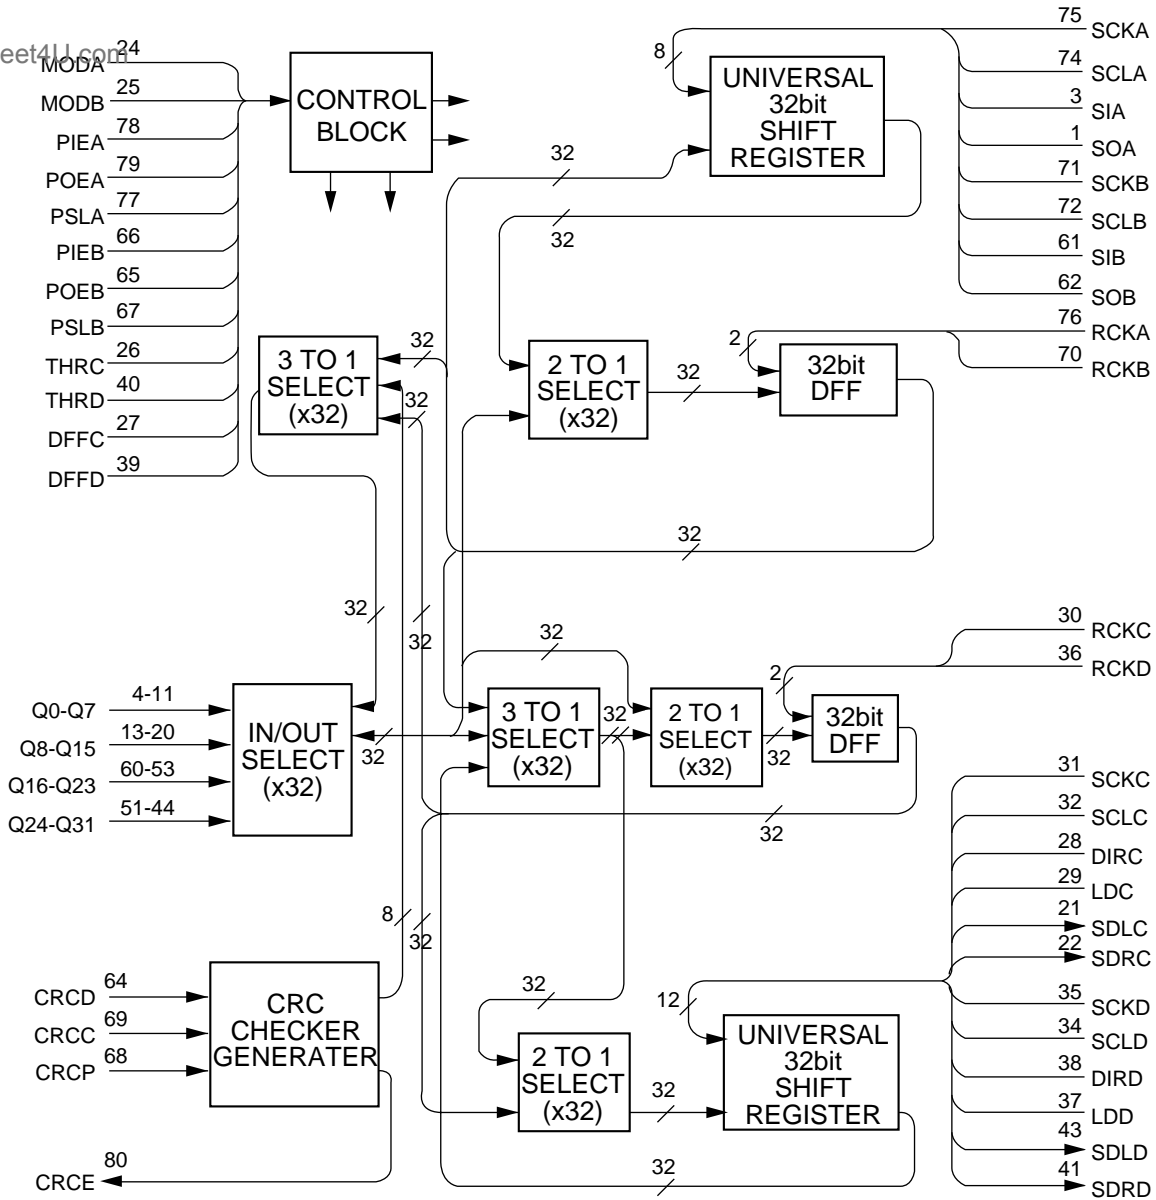 eet4U.com
24
MODA
25
MODB
78
PIEA
79
POEA
77
PSLA
66
PIEB
65
POEB
67
PSLB
26
THRC
40
THRD
27
DFFC
39
DFFD
CONTROL
BLOCK
8
UNIVERSAL
32bit
SHIFT
REGISTER
32
32
75
SCKA
74
SCLA
3
SIA
1
SOA
71
SCKB
72
SCLB
61
SIB
62
SOB
76
RCKA
70
RCKB
3 TO 1
SELECT
(x32)
32
32
2 TO 1
SELECT
(x32)
32
2
32bit
DFF
32
32
32
32
30
RCKC
36
RCKD
4-11
Q0-Q7
13-20
Q8-Q15
60-53
Q16-Q23
51-44
Q24-Q31
IN/OUT
SELECT
(x32)
32
3 TO 1
SELECT
(x32)
32
2 TO 1
SELECT
(x32)
32
2
32bit
DFF
32
31
SCKC
32
SCLC
28
DIRC
29
LDC
21
SDLC
22
SDRC
35
SCKD
34
SCLD
38
DIRD
37
LDD
43
SDLD
41
SDRD
8
32
64
CRCD
69
CRCC
68
CRCP
CRC
CHECKER
GENERATER
80
CRCE
32
2 TO 1
SELECT
(x32)
32
12
UNIVERSAL
32bit
SHIFT
REGISTER
32